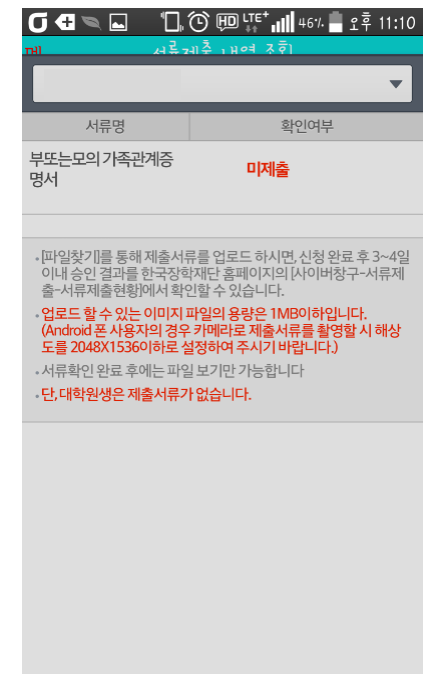 LTE+ 46% 오후 11:10
서류제출 내역 조회
서류명 확인여부
부또는모의 가족관계증
명서
미제출
• [파일찾기]를 통해 제출서류를 업로드 하시면, 신청 완료 후 3~4일
이내 승인 결과를 한국장학재단 홈페이지의 [사이버창구-서류제
출-서류제출현황]에서 확인할 수 있습니다.
• 업로드 할 수 있는 이미지 파일의 용량은 1MB이하입니다.
(Android 폰 사용자의 경우 카메라로 제출서류를 촬영할 시 해상
도를 2048X1536이하로 설정하여 주시기 바랍니다.)
• 서류확인 완료 후에는 파일 보기만 가능합니다
• 단, 대학원생은 제출서류가 없습니다.